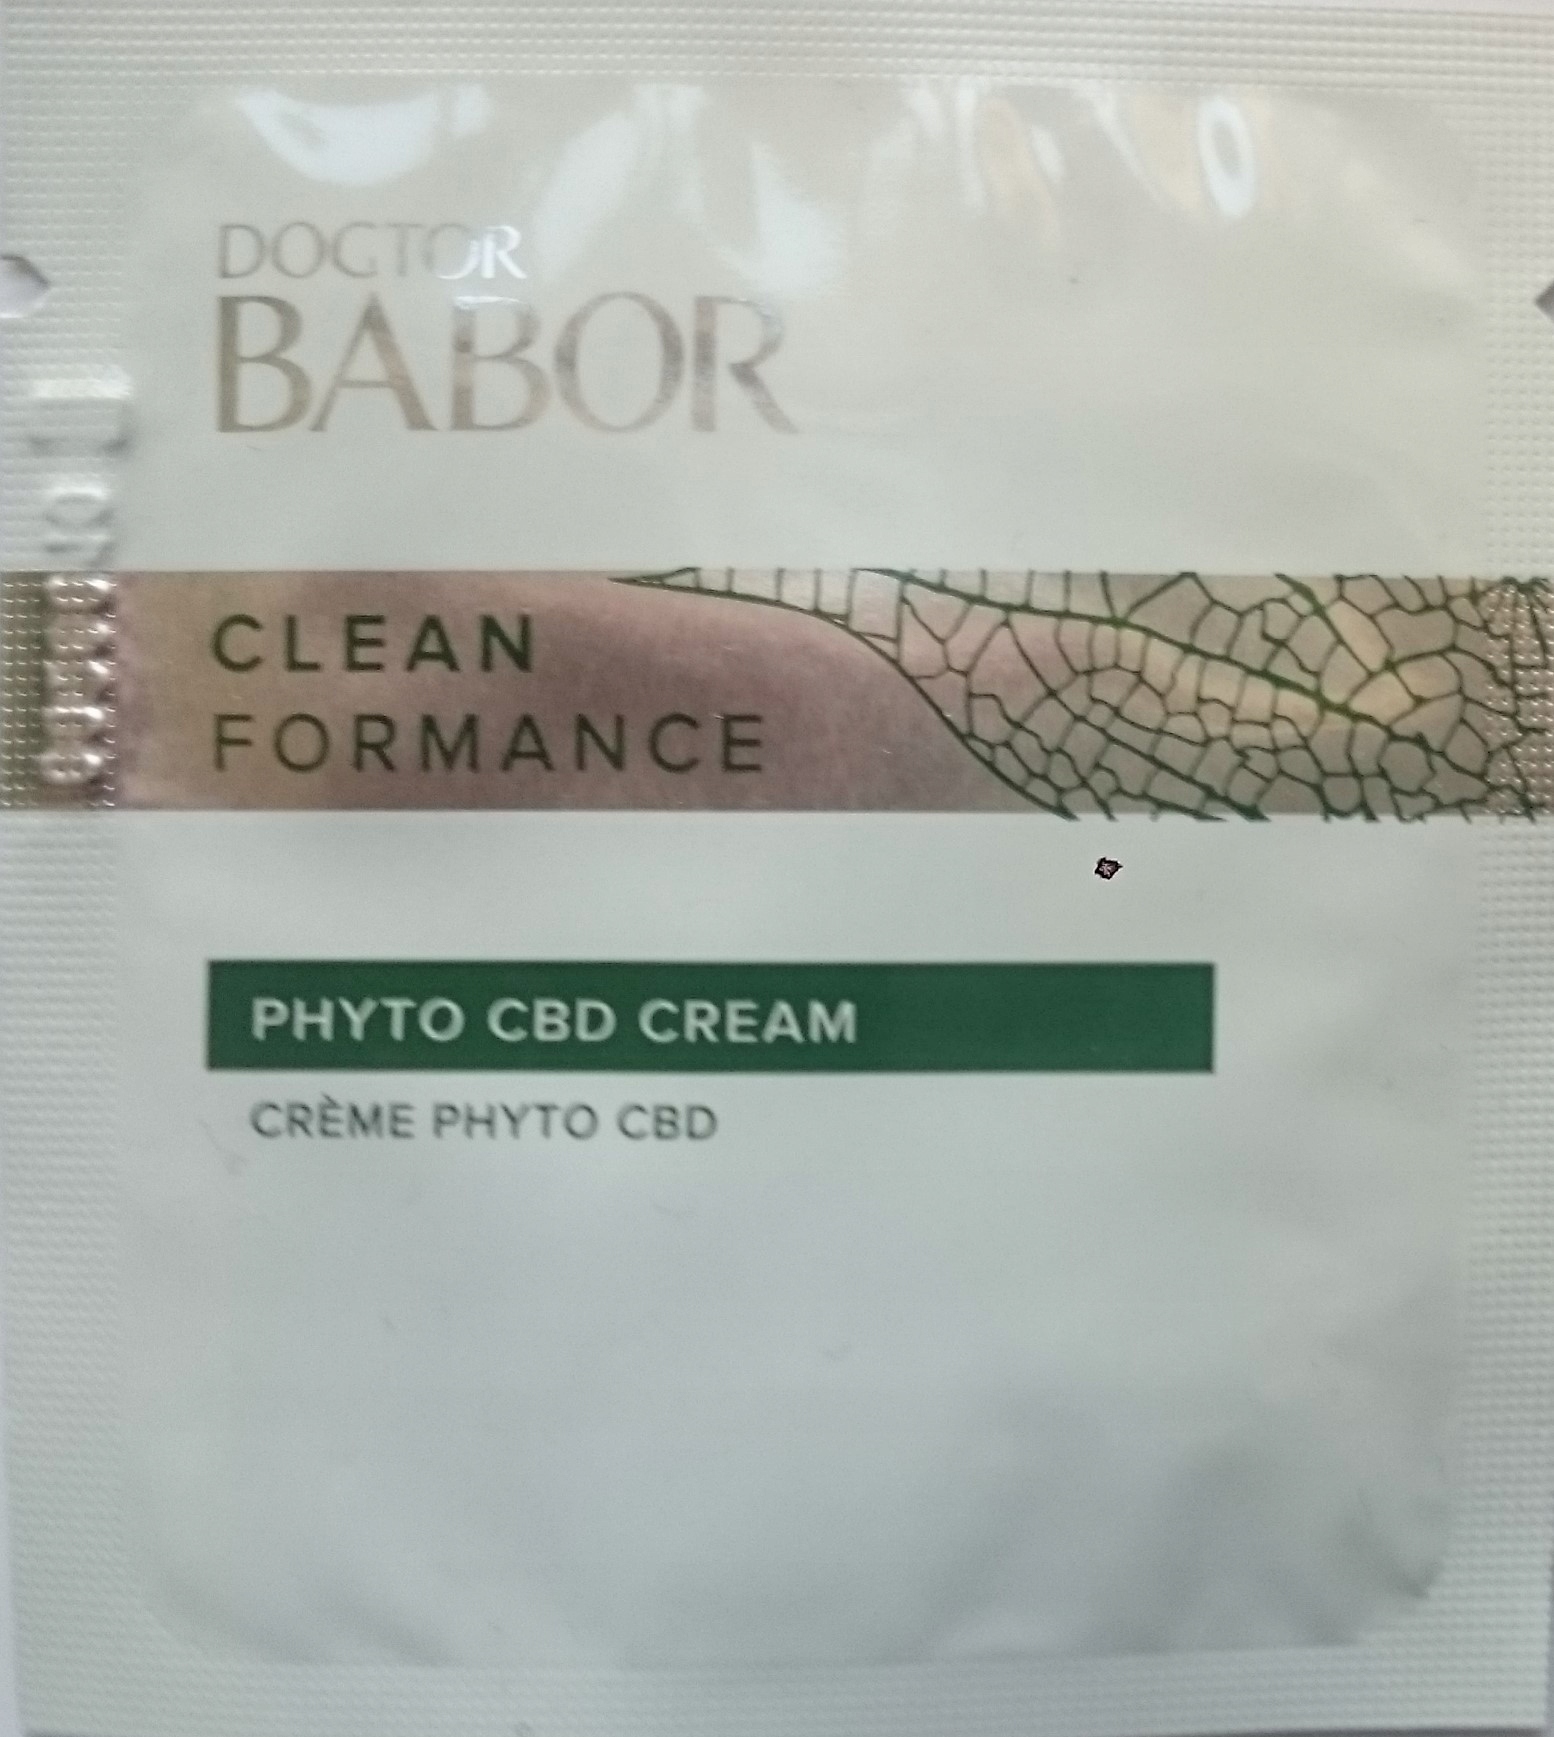 DOCTOR
BABOR
CLEAN
FORMANCE
PHYTO CBD CREAM
CRÈME PHYTO CBD